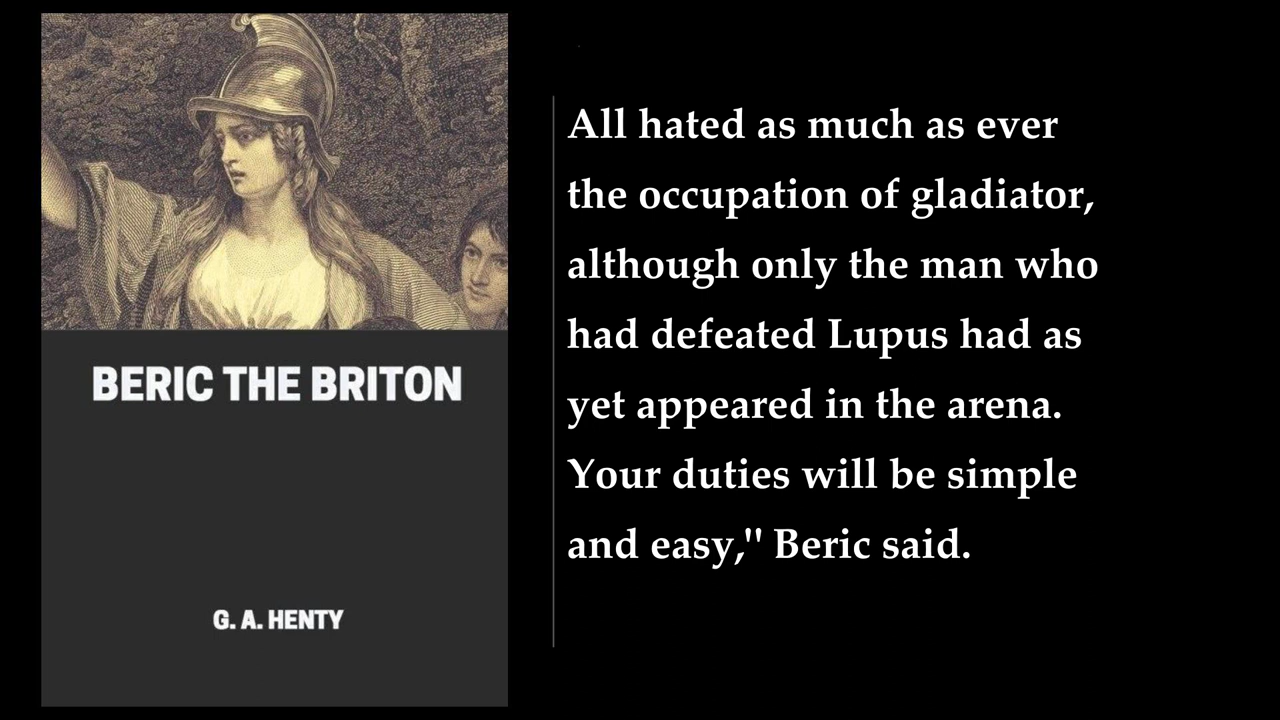 BERIC THE BRITON
G. A. HENTY
All hated as much as ever
the occupation of gladiator,
although only the man who
had defeated Lupus had as
yet appeared in the arena.
Your duties will be simple
and easy," Beric said.